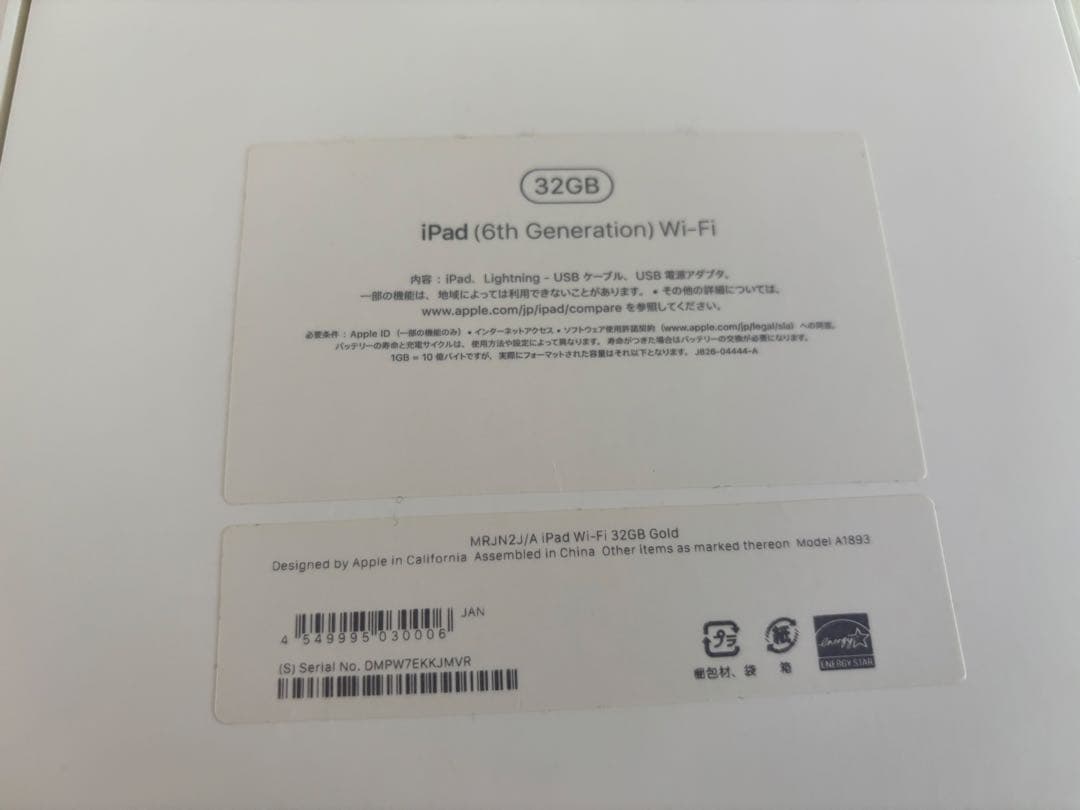 32GB
iPad (6th Generation) Wi-Fi
内容：iPad、Lightning - USB ケーブル、USB 電源アダプタ、
一部の機能は、地域によっては利用できないことがあります。• その他の詳細については、
www.apple.com/jp/ipad/compare を参照してください。
必要条件：Apple ID（一部の機能のみ）• インターネットアクセス • ソフトウェア使用許諾契約（www.apple.com/jp/legal/sla）への同意。
バッテリーの寿命と充電サイクルは、使用方法や設定によって異なります。寿命がつきた場合はバッテリーの交換が必要になります。
1GB = 10 億バイトですが、実際にフォーマットされた容量はそれ以下となります。J826-04444-A
MRJN2J/A iPad Wi-Fi 32GB Gold
Designed by Apple in California Assembled in China Other items as marked thereon Model A1893
JAN
4 549995 030006
(S) Serial No. DMPW7EKKJMVR
プラ
紙
energy
ENERGY STAR
梱包材、袋 箱